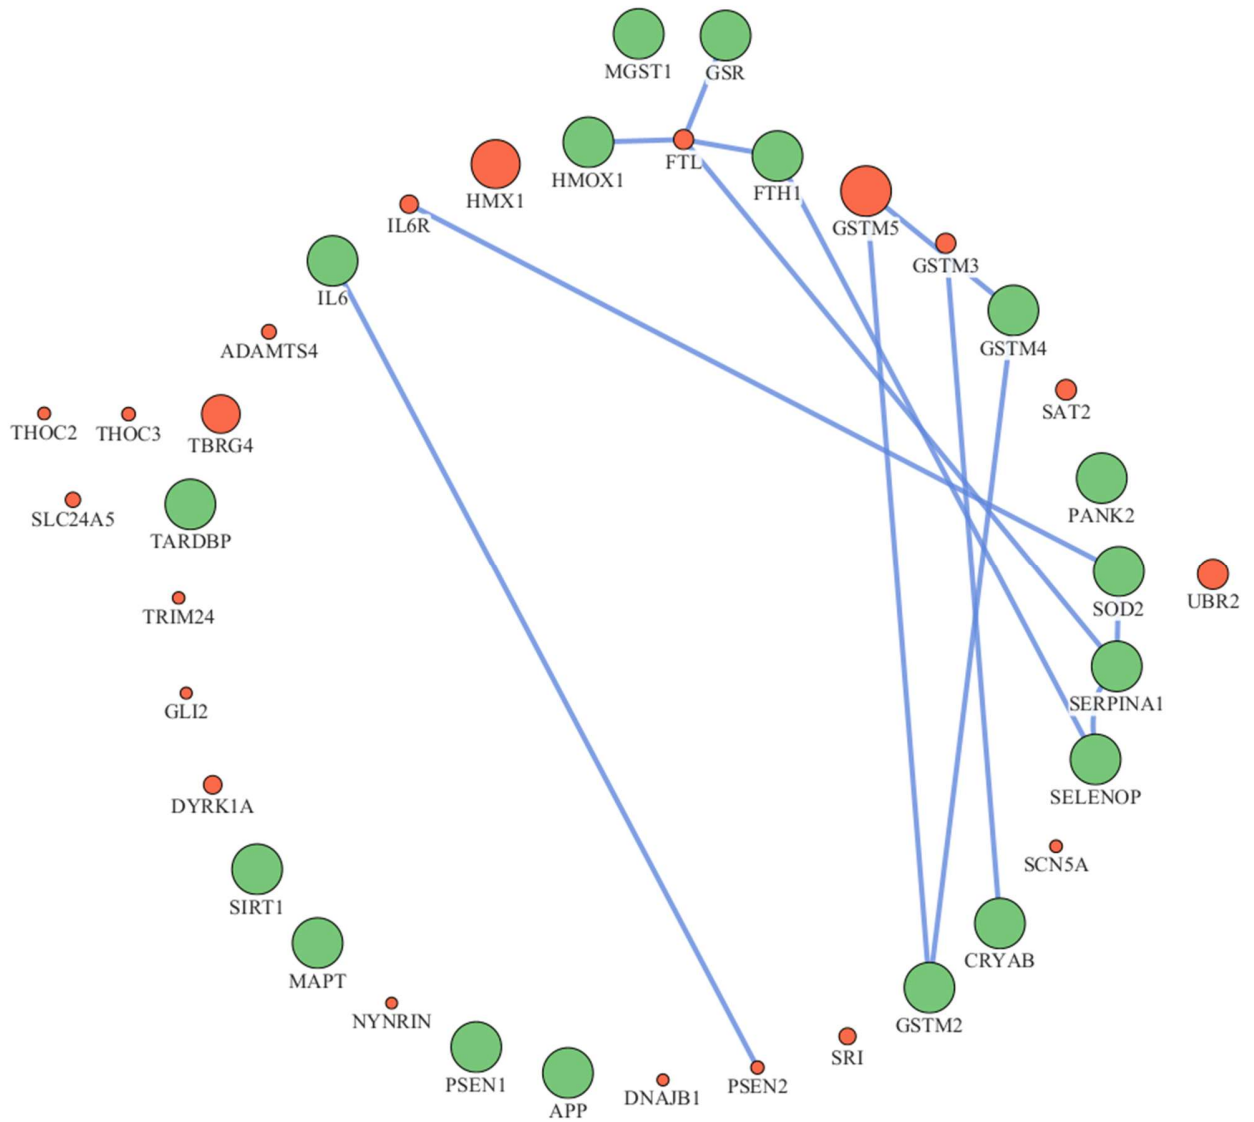 MGST1
GSR
HMOX1
FTL
FTH1
HMX1
GSTM5
IL6R
GSTM3
IL6
GSTM4
ADAMTS4
SAT2
THOC2
THOC3
TBRG4
PANK2
SLC24A5
TARDBP
SOD2
UBR2
TRIM24
SERPINA1
GLI2
SELENOP
DYRK1A
SCN5A
SIRT1
CRYAB
MAPT
NYNRIN
GSTM2
SRI
PSEN1
PSEN2
DNAJB1
APP